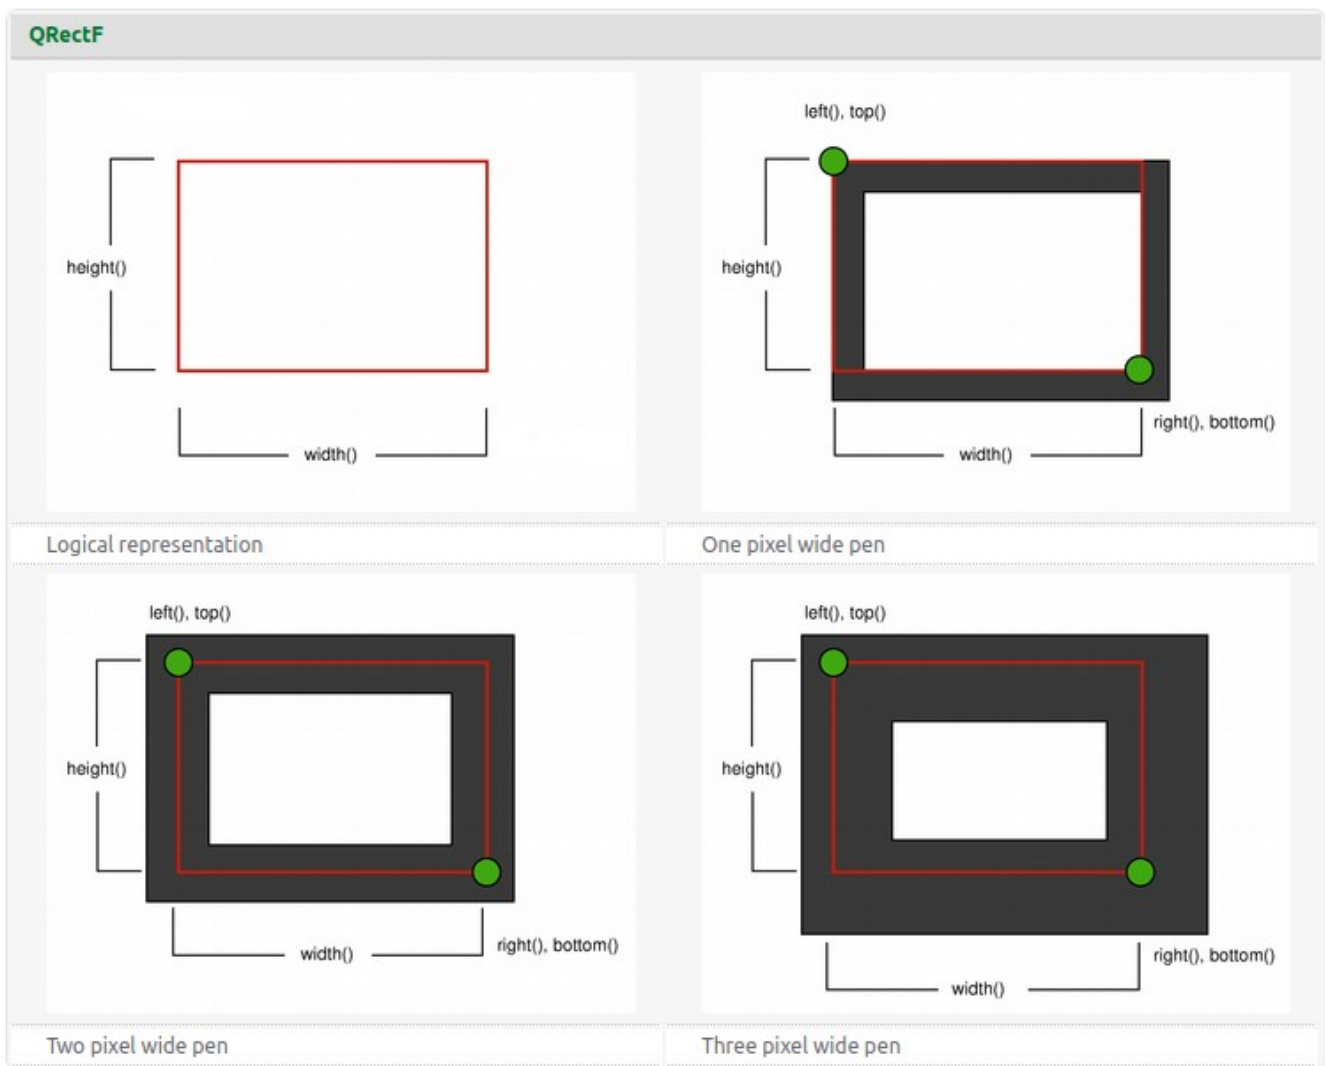 QRectF
height()
width()
left(), top()
height()
right(), bottom()
width()
Logical representation
One pixel wide pen
left(), top()
height()
width()
right(), bottom()
left(), top()
height()
right(), bottom()
width()
Two pixel wide pen
Three pixel wide pen